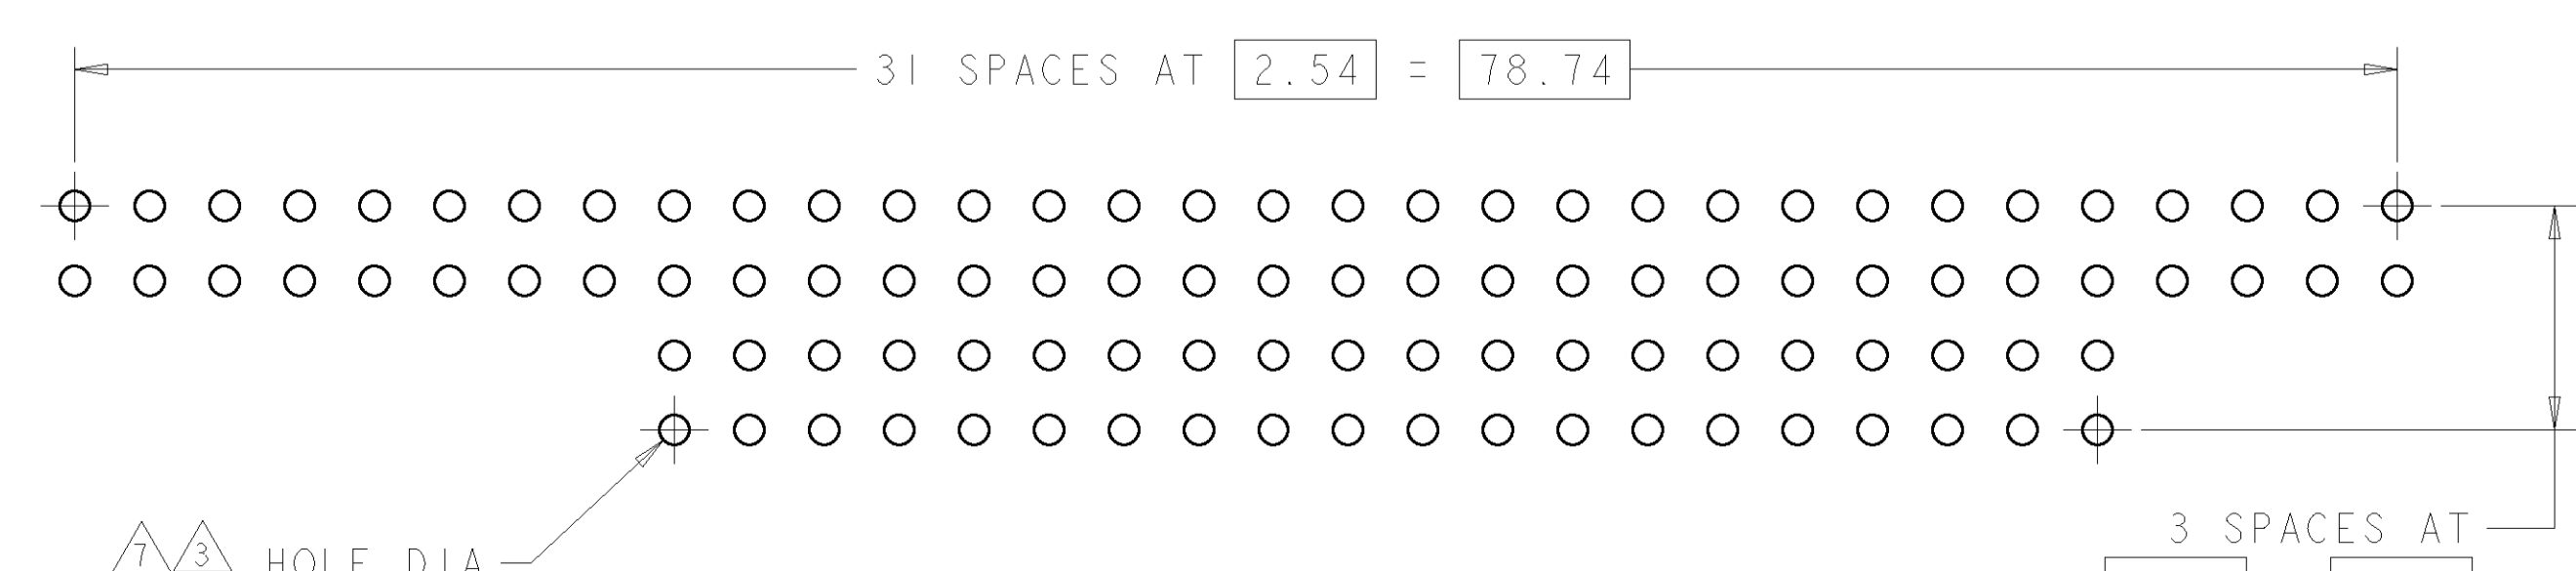 31 SPACES AT 2.54 = 78.74
3 SPACES AT
7 3 HOLE DIA